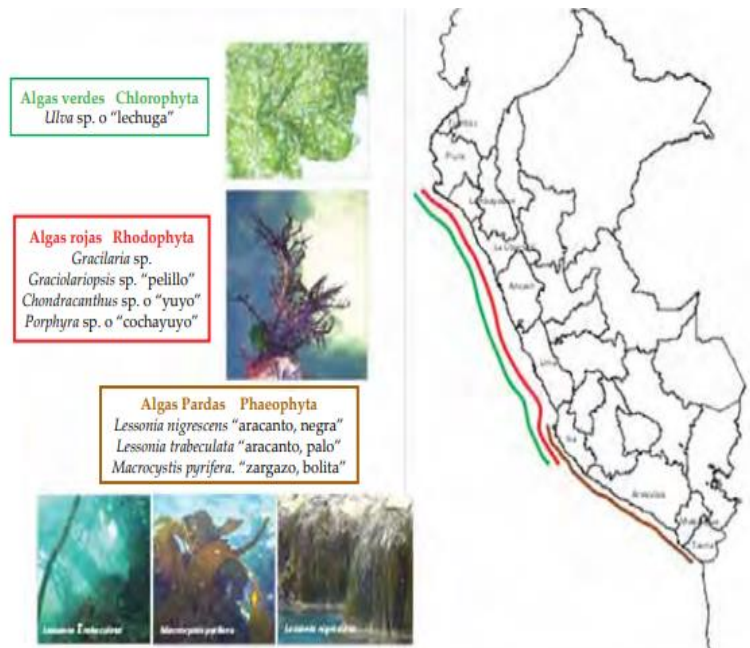 Algas verdes Chlorophyta
Ulva sp. o “lechuga”
Algas rojas Rhodophyta
Gracilaria sp.
Graciolariopsis sp. “pelillo”
Chondracanthus sp. o “yuyo”
Porphyra sp. o “cochayuyo”
Algas Pardas Phaeophyta
Lessonia nigrescens “aracanto, negra”
Lessonia trabeculata “aracanto, palo”
Macrocystis pyrifera. “zargazo, bolita”
Macrocystis pyrifera
Lessonia nigrescens
Piura
Lambayeque
Ancash
Lima
Ica
Arequipa
Tacna